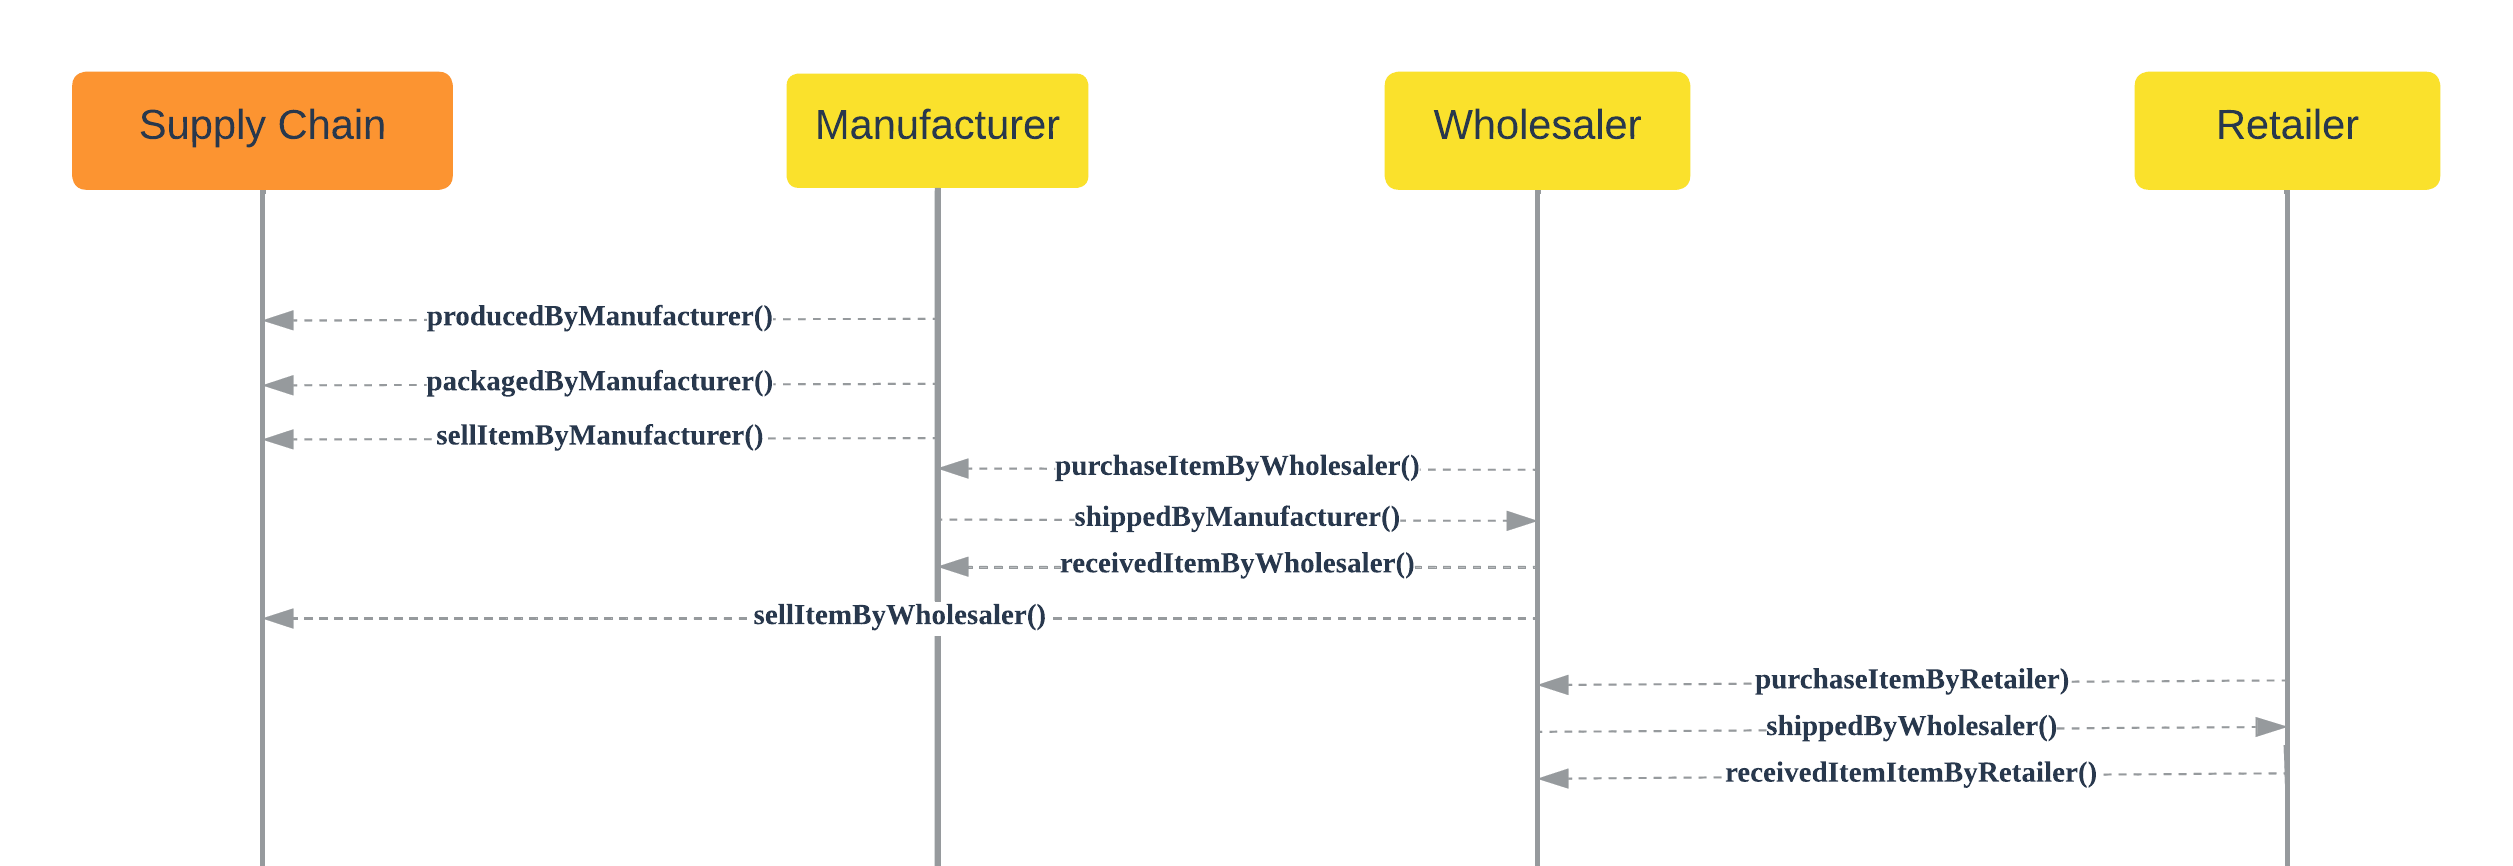 Supply Chain
Manufacturer
Wholesaler
Retailer
producedByManufacturer()
packagedByManufacturer()
sellItemByManufacturer()
purchaseItemByWholesaler()
shippedByManufacturer()
receivedItemByWholesaler()
sellItemByWholesaler()
purchaseItemByRetailer)
shippedByWholesaler()
receivedItemItemByRetailer()